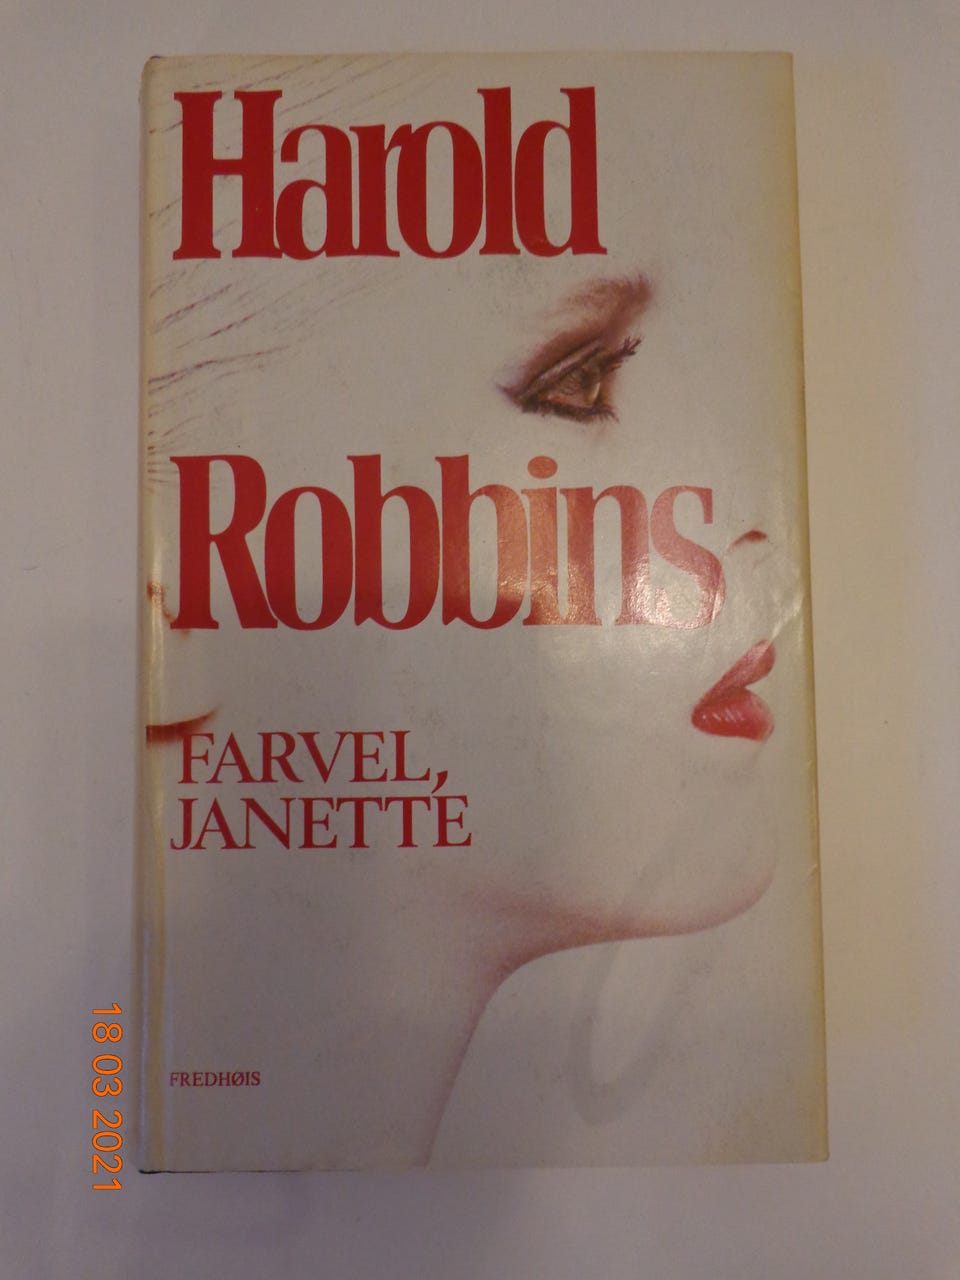 Harold
Robbins
FARVEL,
JANETTE
FREDHØIS
18 03 2021